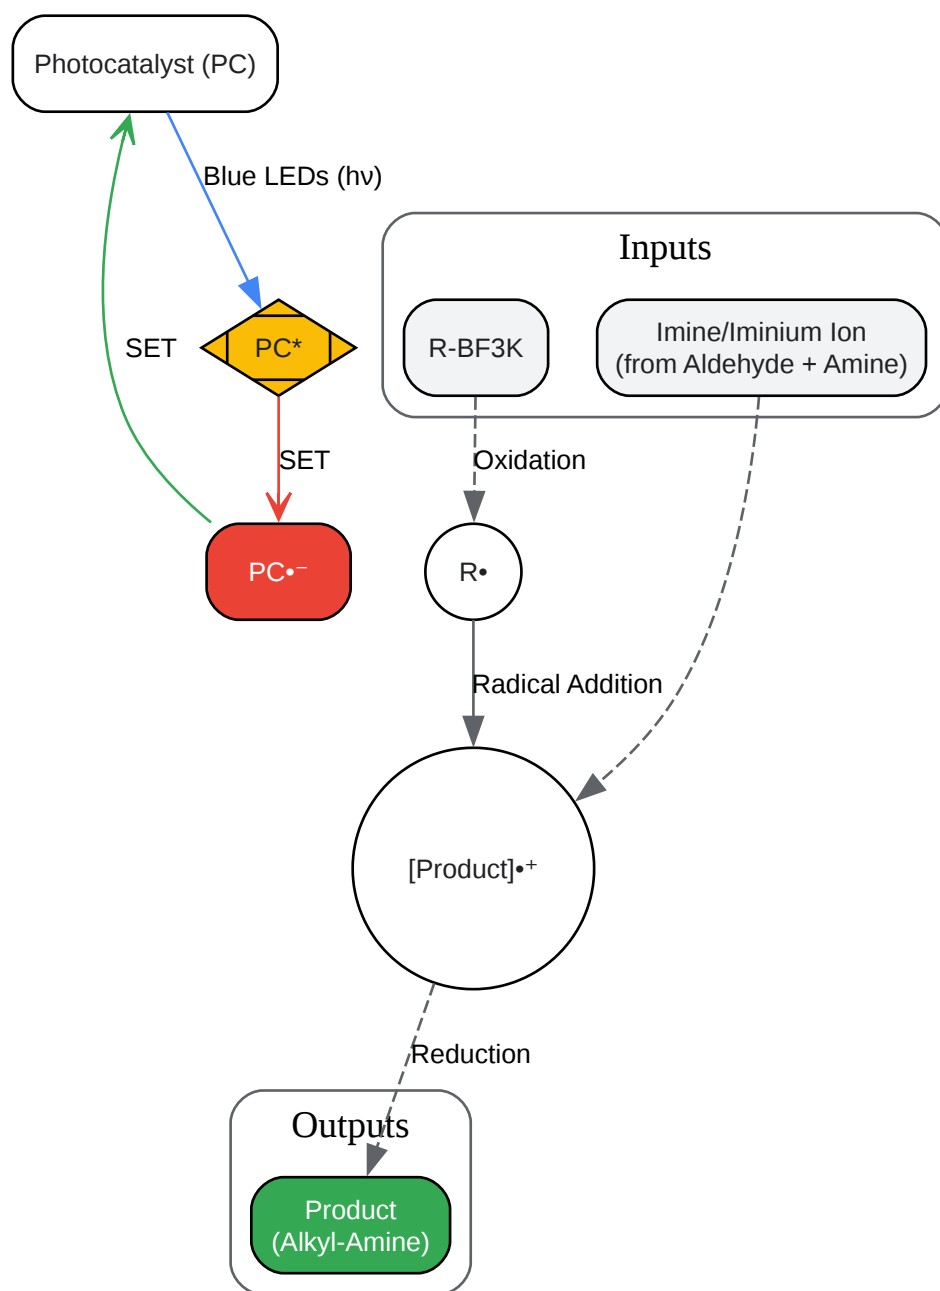 Photocatalyst (PC)
Blue LEDs (hν)
Inputs
PC*
R-BF3K
Imine/Iminium Ion
(from Aldehyde + Amine)
SET
SET
Oxidation
PC•⁻
R•
Radical Addition
[Product]•⁺
Reduction
Outputs
Product
(Alkyl-Amine)